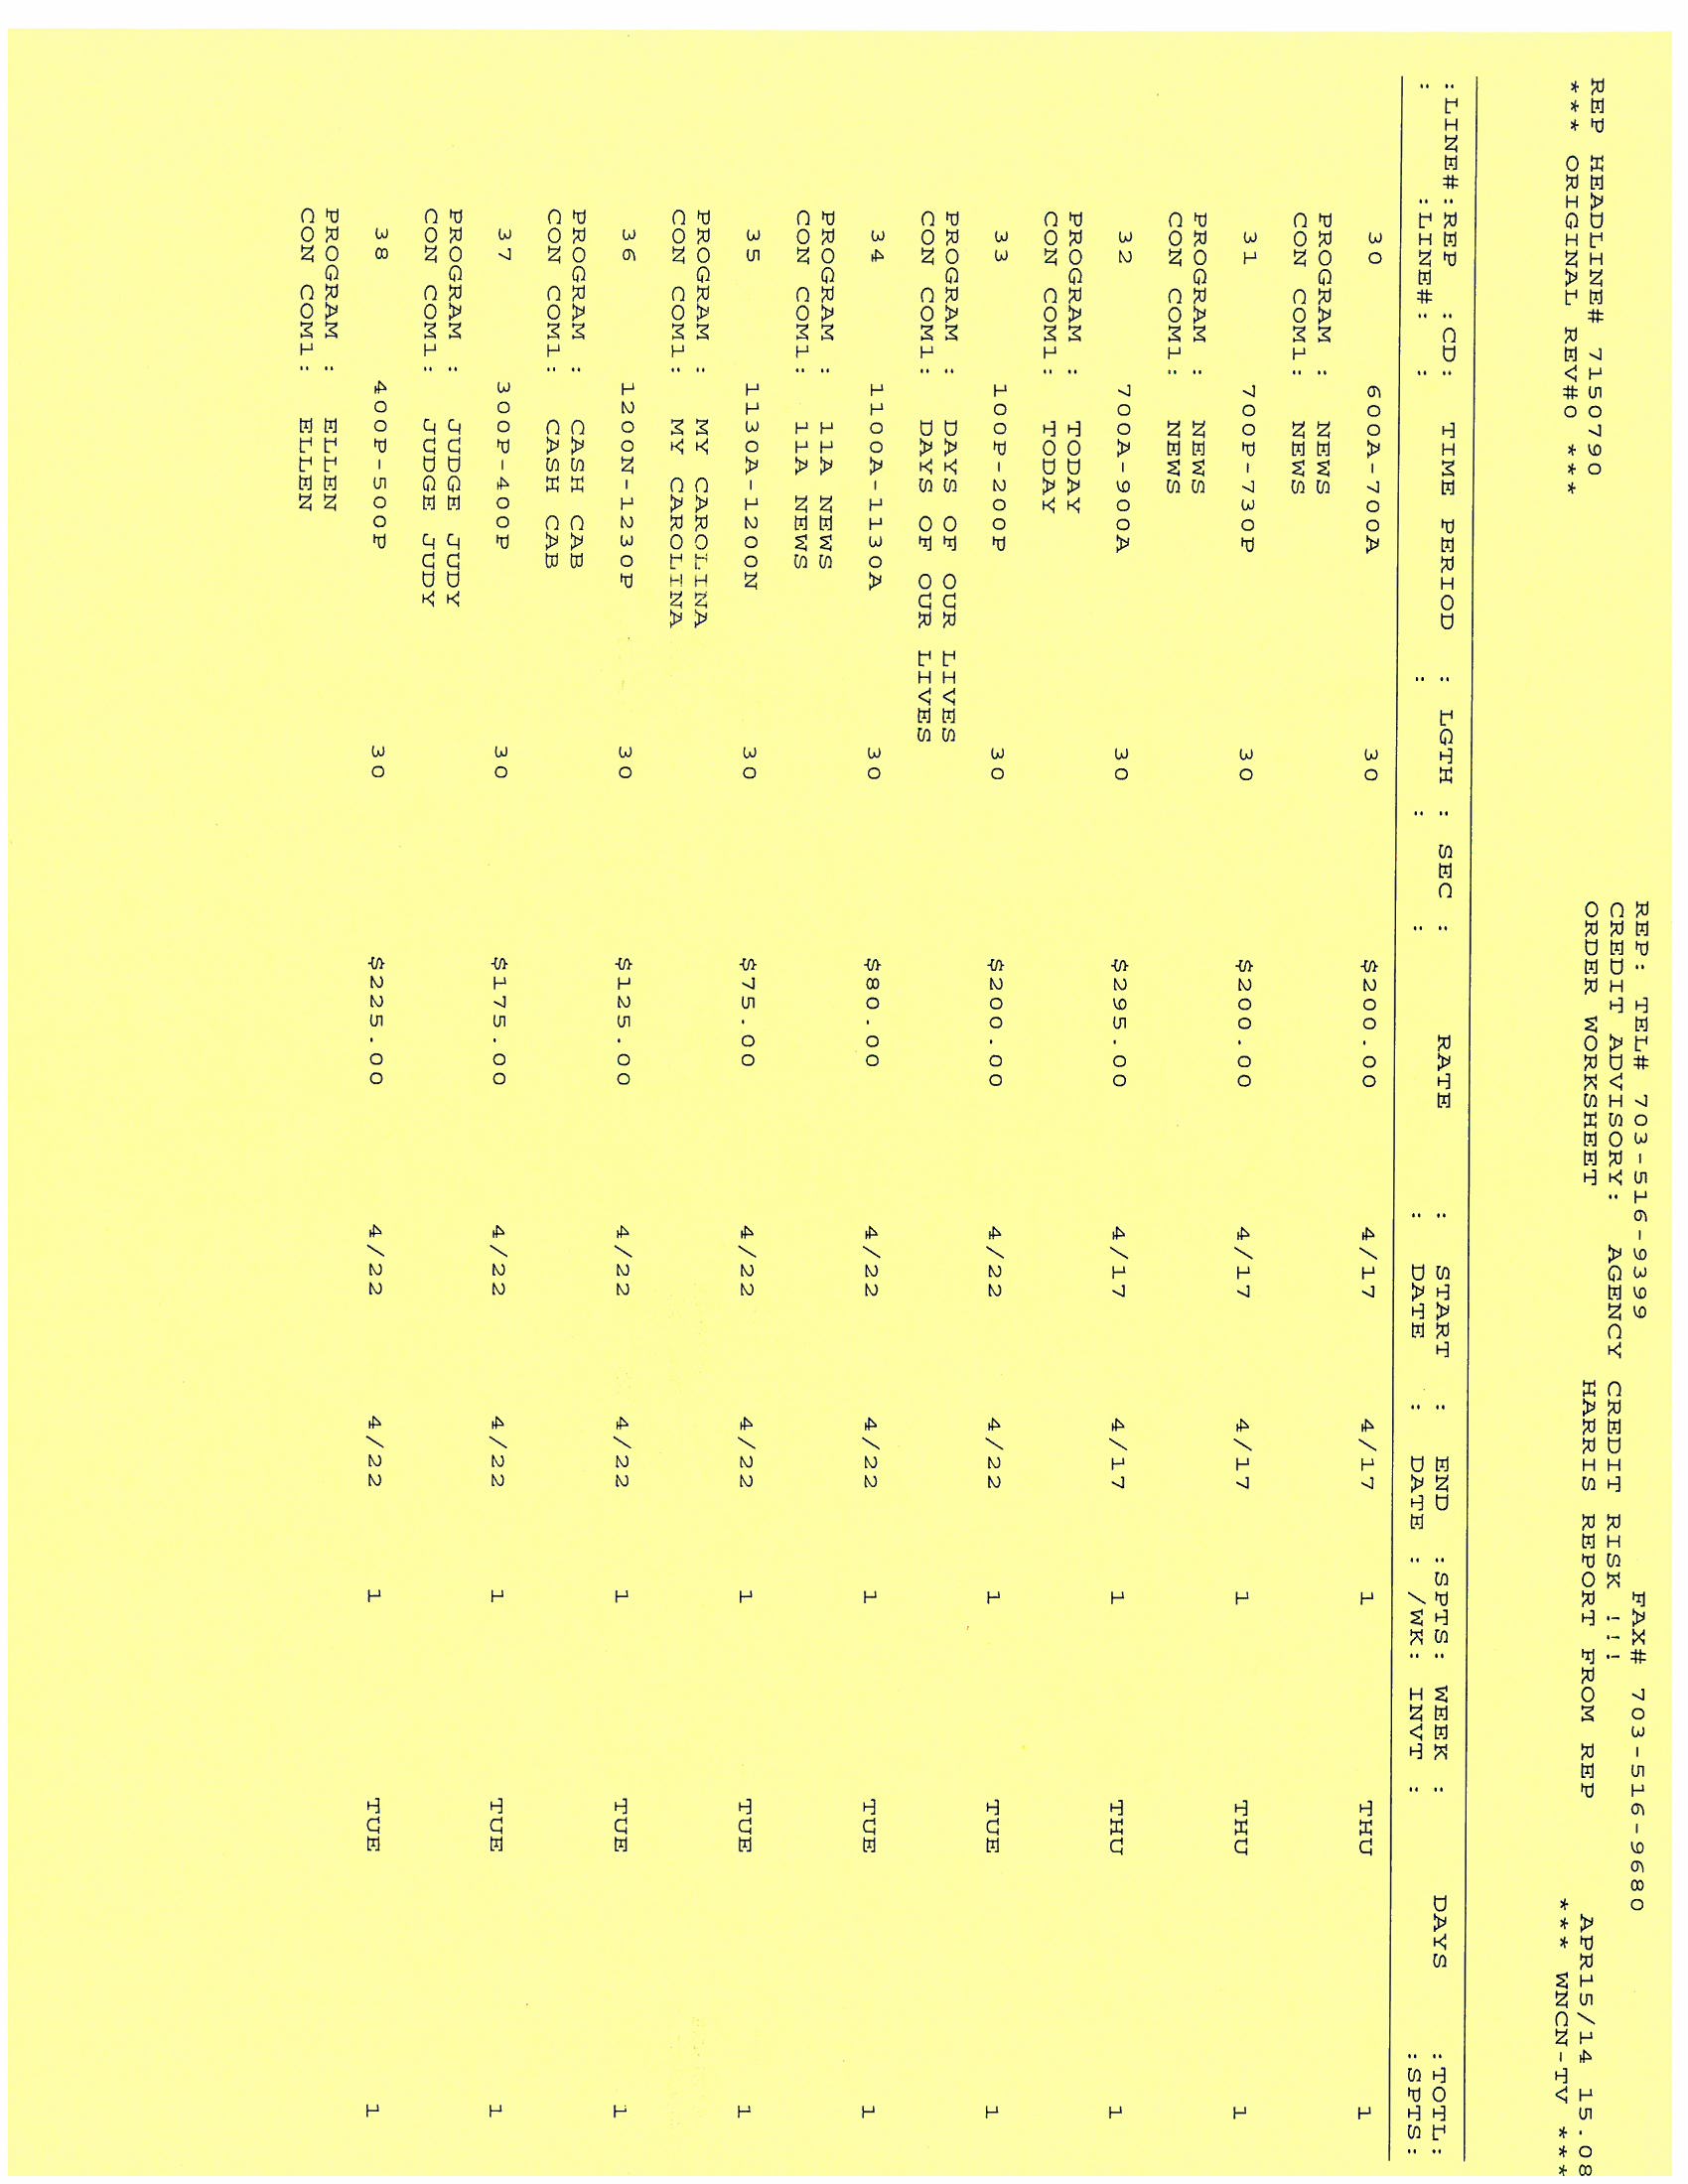 REP: TEL# 703-516-9399 FAX# 703-516-9680
CREDIT ADVISORY: AGENCY CREDIT RISK !!!
REP HEADLINE# 7150790 ORDER WORKSHEET HARRIS REPORT FROM REP APR15/14 15.08
*** ORIGINAL REV#0 *** *** WNCN-TV ***
:LINE#:REP :CD: TIME PERIOD : LGTH : SEC : RATE : START : END :SPTS: WEEK : DAYS :TOTL:
: :LINE#: : : : : DATE : DATE : /WK: INVT : :SPTS:
30 600A-700A 30 $200.00 4/17 4/17 1 THU 1
PROGRAM : NEWS
CON COM1: NEWS
31 700P-730P 30 $200.00 4/17 4/17 1 THU 1
PROGRAM : NEWS
CON COM1: NEWS
32 700A-900A 30 $295.00 4/17 4/17 1 THU 1
PROGRAM : TODAY
CON COM1: TODAY
33 100P-200P 30 $200.00 4/22 4/22 1 TUE 1
PROGRAM : DAYS OF OUR LIVES
CON COM1: DAYS OF OUR LIVES
34 1100A-1130A 30 $80.00 4/22 4/22 1 TUE 1
PROGRAM : 11A NEWS
CON COM1: 11A NEWS
35 1130A-1200N 30 $75.00 4/22 4/22 1 TUE 1
PROGRAM : MY CAROLINA
CON COM1: MY CAROLINA
36 1200N-1230P 30 $125.00 4/22 4/22 1 TUE 1
PROGRAM : CASH CAB
CON COM1: CASH CAB
37 300P-400P 30 $175.00 4/22 4/22 1 TUE 1
PROGRAM : JUDGE JUDY
CON COM1: JUDGE JUDY
38 400P-500P 30 $225.00 4/22 4/22 1 TUE 1
PROGRAM : ELLEN
CON COM1: ELLEN